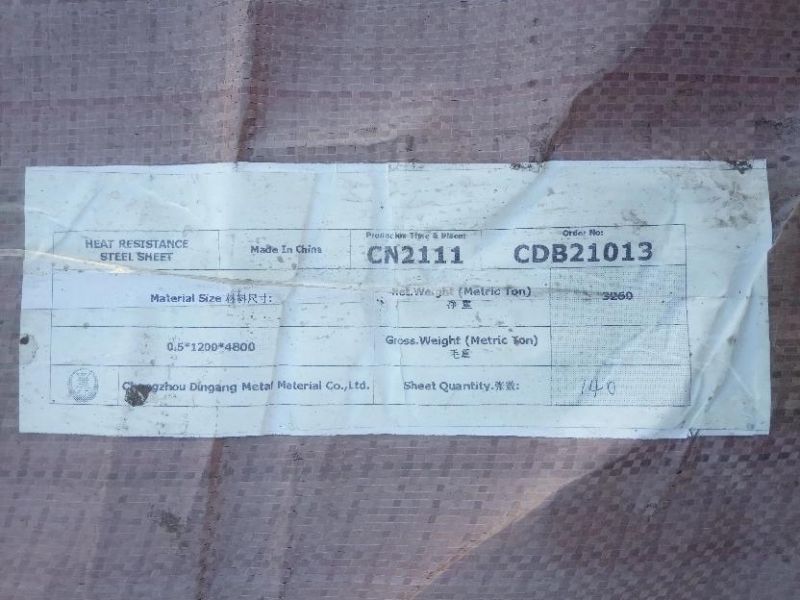 HEAT RESISTANCE
STEEL SHEET
Made In China
CN2111
Order No:
CDB21013
Material Size 材料尺寸:
Net.Weight (Metric Ton)
净重
3260
0.5*1200*4800
Gross.Weight (Metric Ton)
毛重
Changzhou Dingang Metal Material Co.,Ltd.
Sheet Quantity.张数:
140